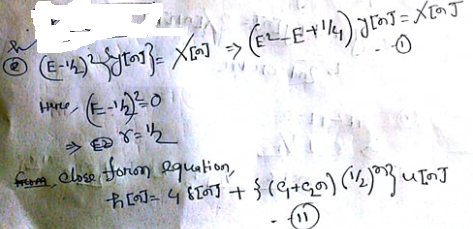 ② (E-½)² {y[n]} = X[n] ⇒ (E²-E+1/4) y[n] = X[n]
- ①
Here, (E-½)² = 0
⇒ r = ½
close form equation,
h[n] = 4 δ[n] + {(c₁+c₂n) (½)ⁿ} u[n]
- ⑪